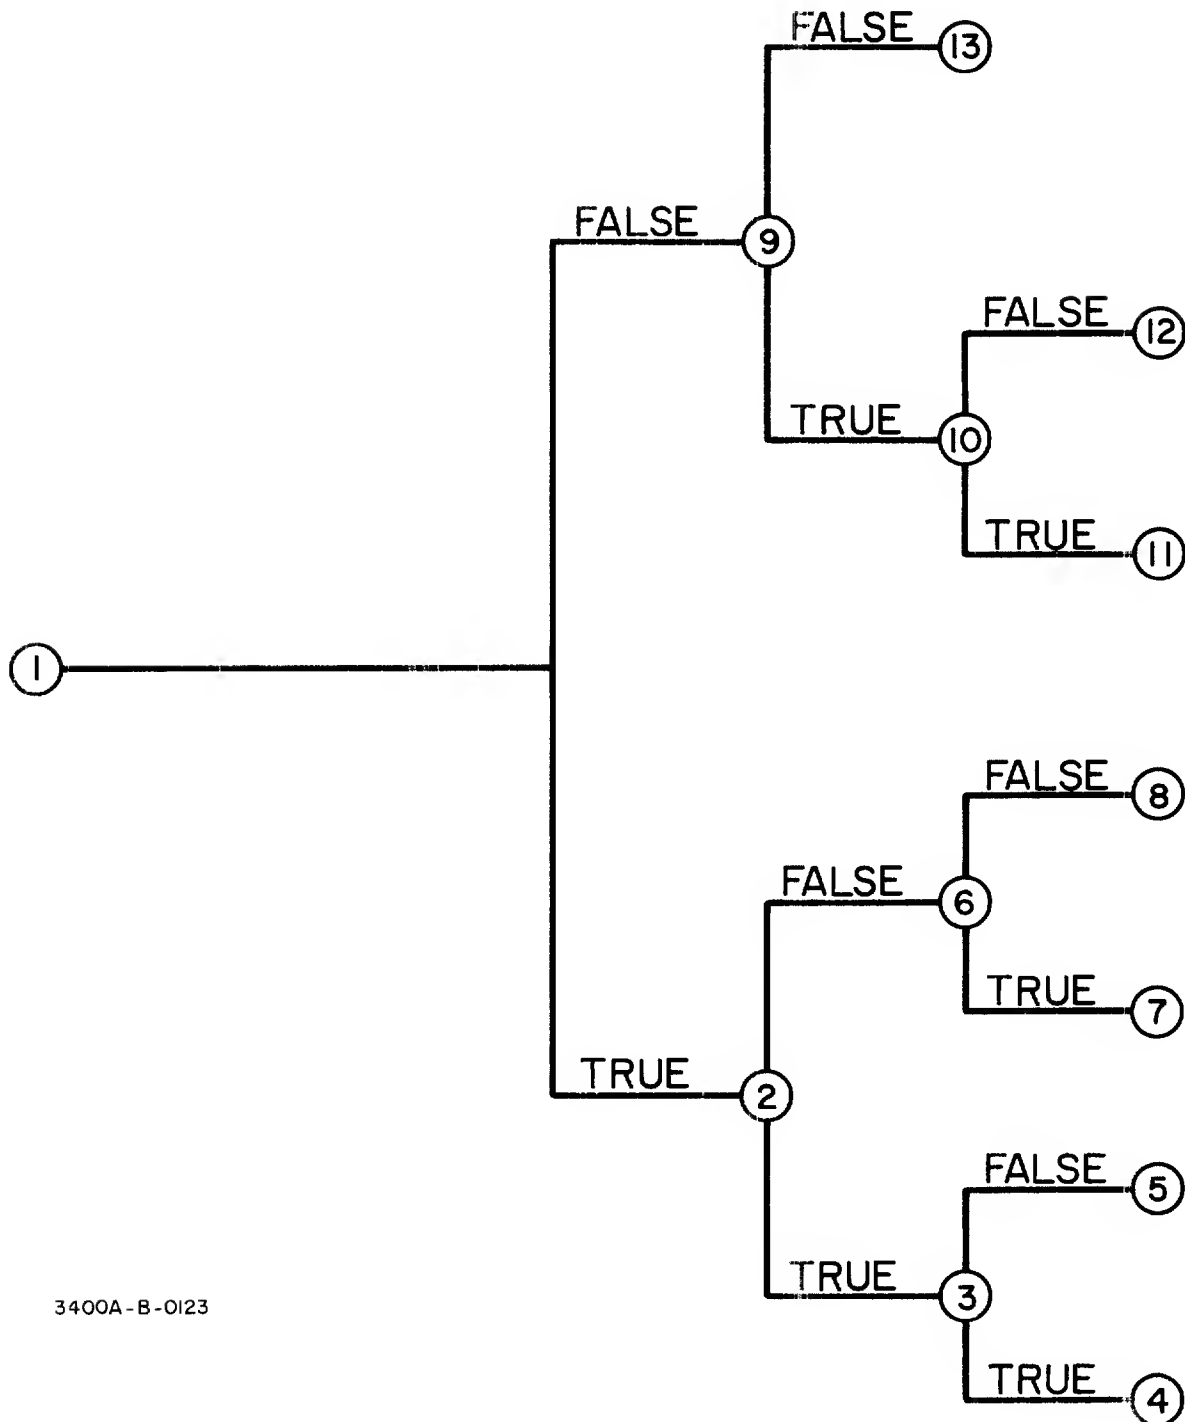 FALSE 13
FALSE 9
FALSE 12
TRUE 10
TRUE 11
1
FALSE 8
FALSE 6
TRUE 7
TRUE 2
FALSE 5
TRUE 3
3400A-B-0123
TRUE 4